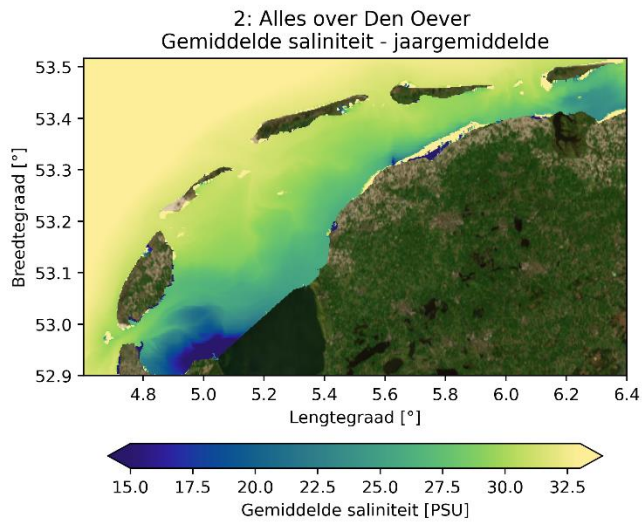 2: Alles over Den Oever
Gemiddelde saliniteit - jaargemiddelde
53.5
53.4
53.3
53.2
53.1
53.0
52.9
Breedtegraad [°]
4.8 5.0 5.2 5.4 5.6 5.8 6.0 6.2 6.4
Lengtegraad [°]
15.0 17.5 20.0 22.5 25.0 27.5 30.0 32.5
Gemiddelde saliniteit [PSU]